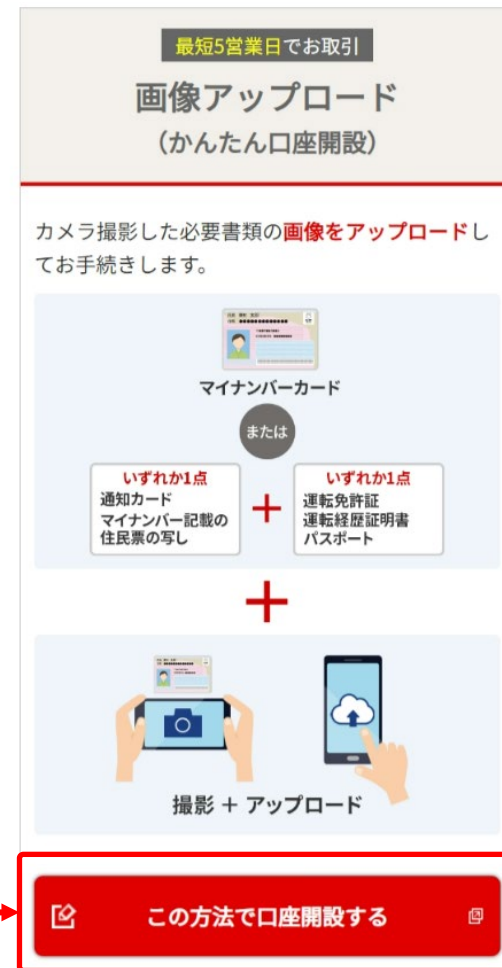 最短5営業日でお取引
画像アップロード
（かんたん口座開設）
カメラ撮影した必要書類の画像をアップロードし
てお手続きします。
マイナンバーカード
または
いずれか1点
通知カード
マイナンバー記載の
住民票の写し
+
いずれか1点
運転免許証
運転経歴証明書
パスポート
+
撮影 + アップロード
この方法で口座開設する